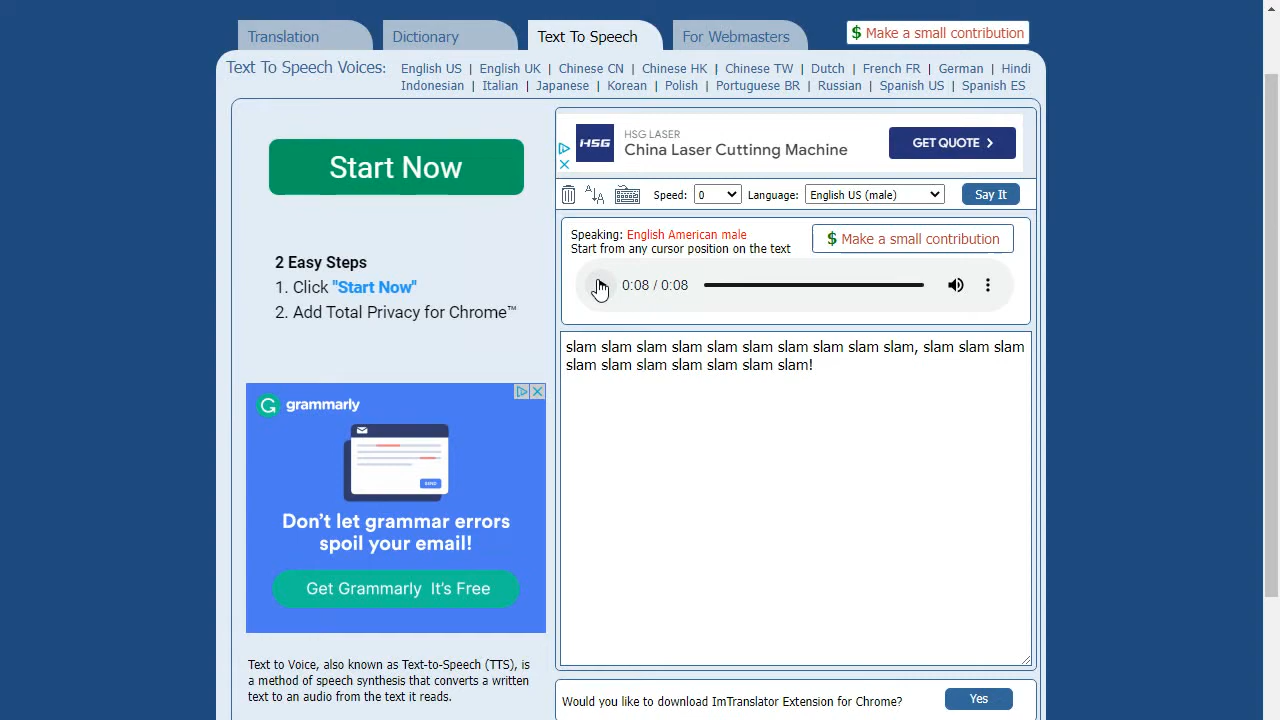 Translation
Dictionary
Text To Speech
For Webmasters
$ Make a small contribution
Text To Speech Voices:
English US | English UK | Chinese CN | Chinese HK | Chinese TW | Dutch | French FR | German | Hindi
Indonesian | Italian | Japanese | Korean | Polish | Portuguese BR | Russian | Spanish US | Spanish ES
Start Now
2 Easy Steps
1. Click "Start Now"
2. Add Total Privacy for Chrome™
HSG
HSG LASER
China Laser Cuttinng Machine
GET QUOTE
Speed: 0 Language: English US (male) Say It
Speaking: English American male
Start from any cursor position on the text
$ Make a small contribution
0:08 / 0:08
slam slam slam slam slam slam slam slam slam slam, slam slam slam
slam slam slam slam slam slam slam!
grammarly
Don't let grammar errors
spoil your email!
Get Grammarly It's Free
Text to Voice, also known as Text-to-Speech (TTS), is
a method of speech synthesis that converts a written
text to an audio from the text it reads.
Would you like to download ImTranslator Extension for Chrome? Yes